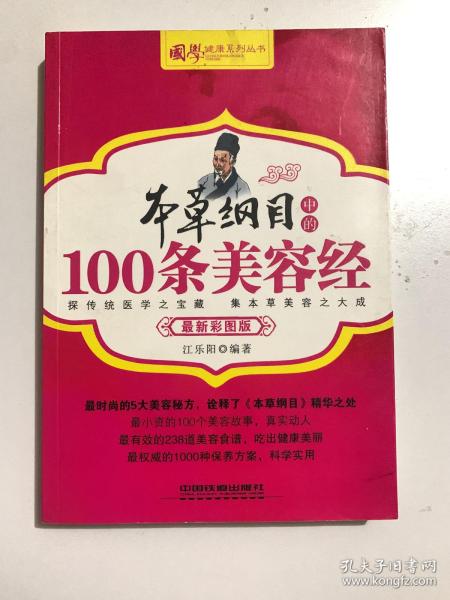 國學 健康系列丛书
本草纲目中的
100条美容经
探传统医学之宝藏 集本草美容之大成
最新彩图版
江乐阳◎编著
最时尚的5大美容秘方，诠释了《本草纲目》精华之处
最小资的100个美容故事，真实动人
最有效的238道美容食谱，吃出健康美丽
最权威的1000种保养方案，科学实用
中国铁道出版社
孔夫子旧书网
www.kongfz.com